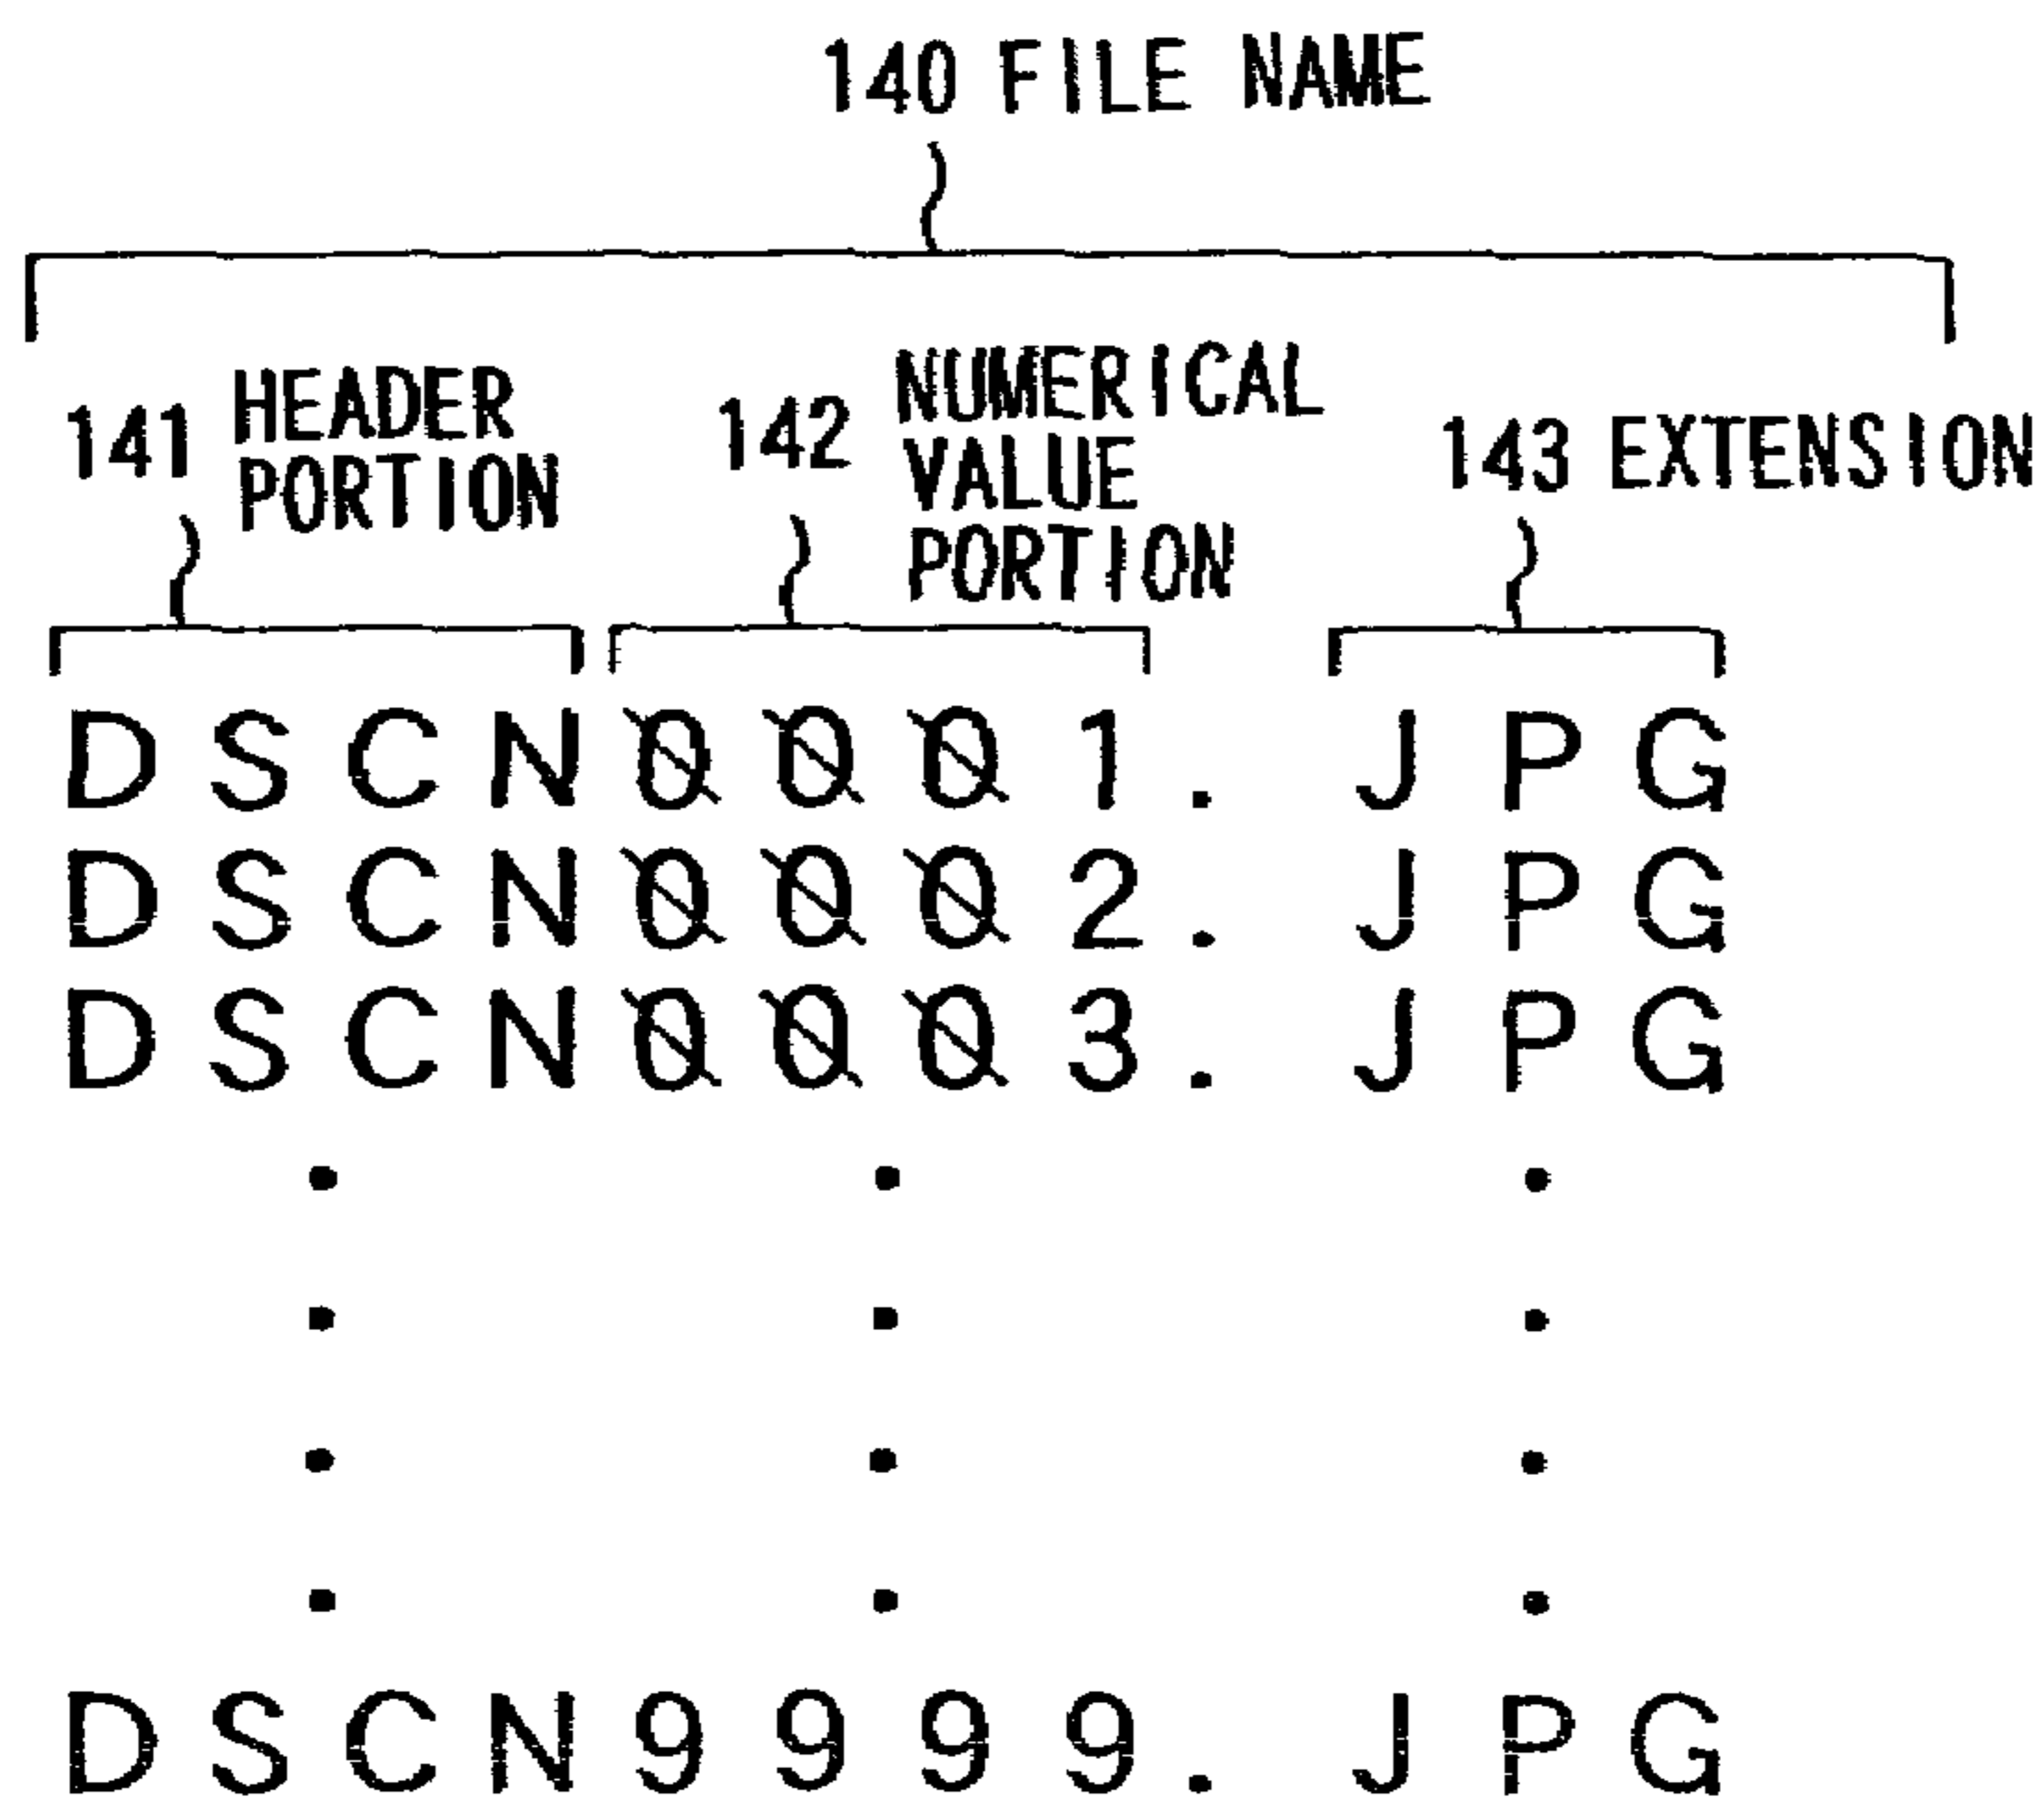 140 FILE NAME
141 HEADER PORTION
142 NUMERICAL VALUE PORTION
143 EXTENSION
DSCN0001.JPG
DSCN0002.JPG
DSCN0003.JPG
DSCN9999.JPG